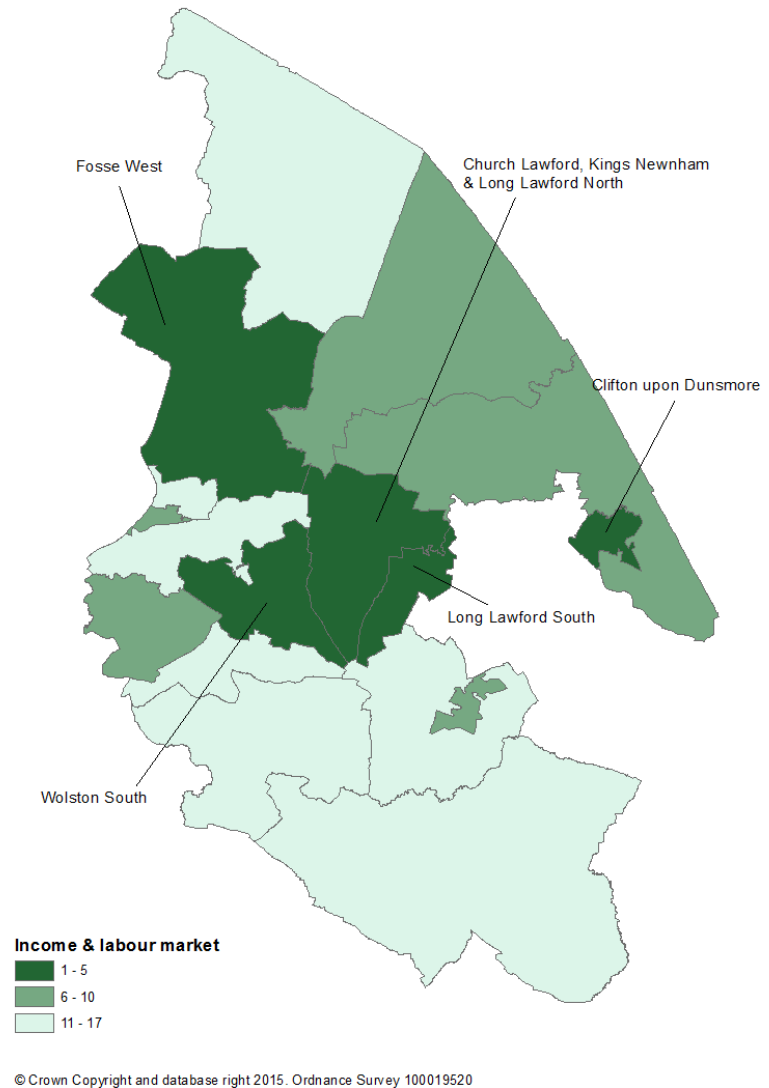 Fosse West
Church Lawford, Kings Newnham
& Long Lawford North
Clifton upon Dunsmore
Long Lawford South
Wolston South
Income & labour market
1 - 5
6 - 10
11 - 17
© Crown Copyright and database right 2015. Ordnance Survey 100019520